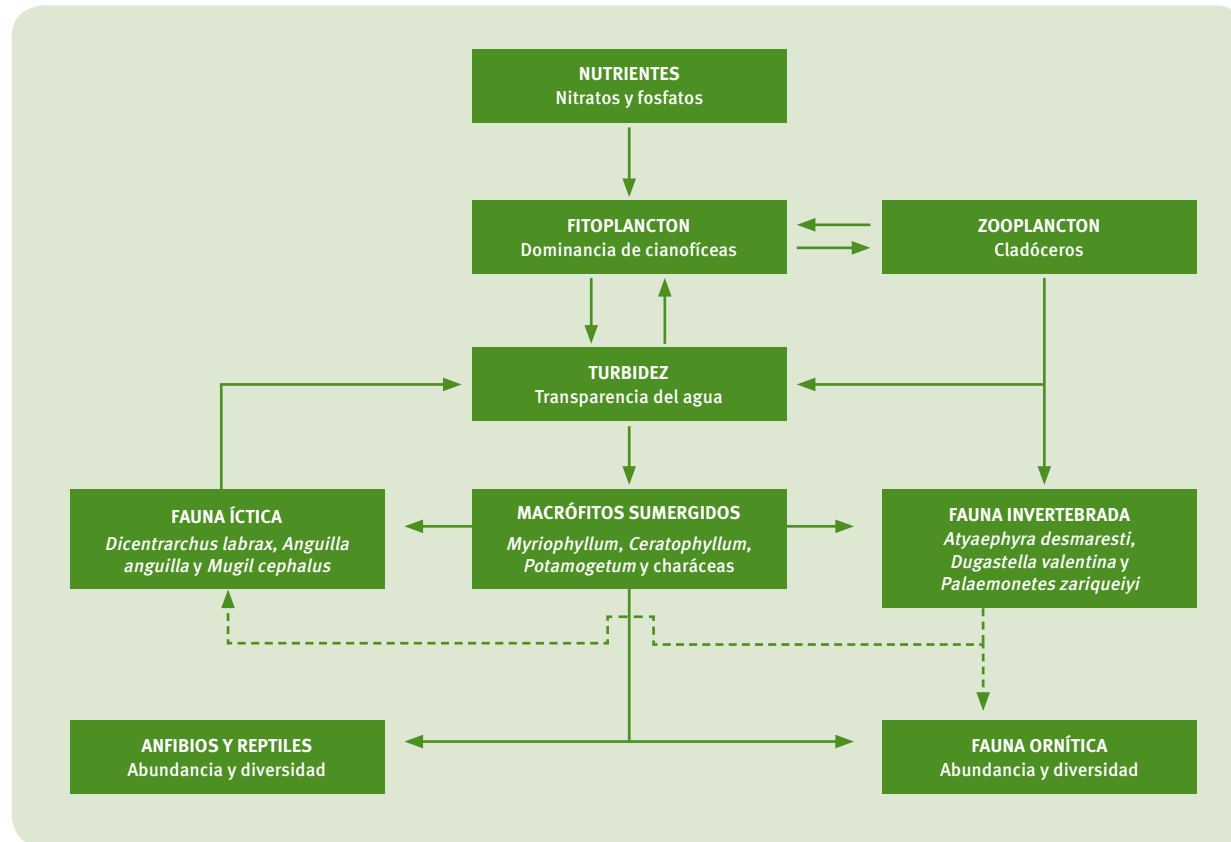 NUTRIENTES
Nitratos y fosfatos
FITOPLANCTON
Dominancia de cianofíceas
ZOOPLANCTON
Cladóceros
TURBIDEZ
Transparencia del agua
FAUNA ÍCTICA
Dicentrarchus labrax, Anguilla
anguilla y Mugil cephalus
MACRÓFITOS SUMERGIDOS
Myriophyllum, Ceratophyllum,
Potamogetum y charáceas
FAUNA INVERTEBRADA
Atyaephyra desmaresti,
Dugastella valentina y
Palaemonetes zariqueiyi
ANFIBIOS Y REPTILES
Abundancia y diversidad
FAUNA ORNÍTICA
Abundancia y diversidad